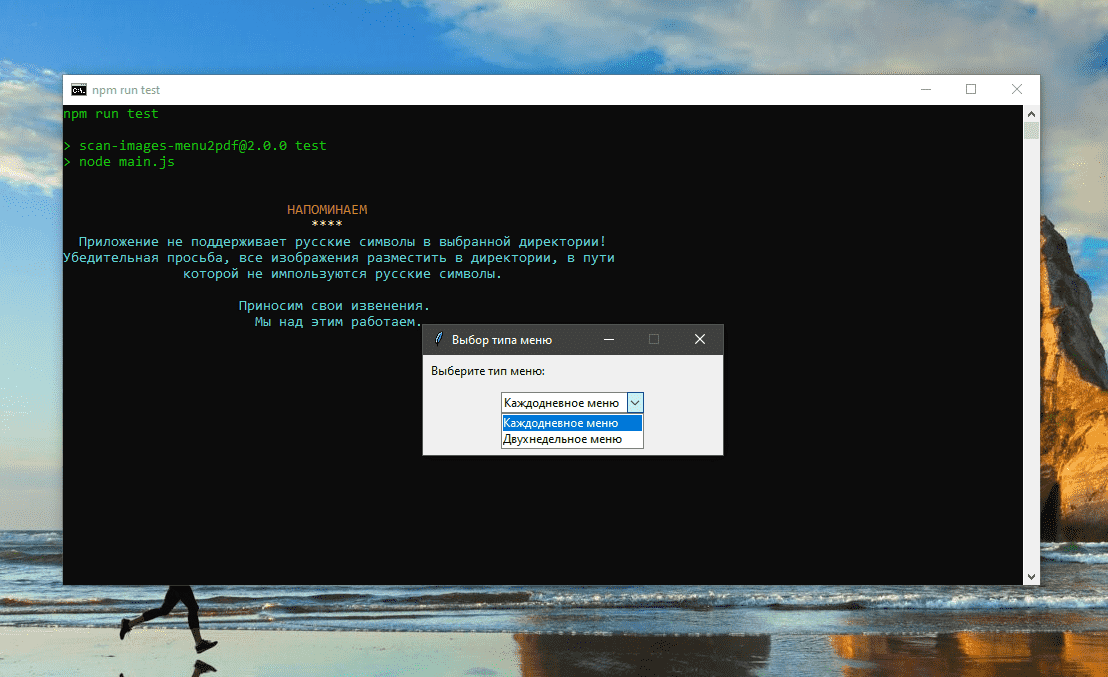 npm run test
npm run test
> scan-images-menu2pdf@2.0.0 test
> node main.js
НАПОМИНАЕМ
****
Приложение не поддерживает русские символы в выбранной директории!
Убедительная просьба, все изображения разместить в директории, в пути
которой не импользуются русские символы.
Приносим свои извенения.
Мы над этим работаем.
Выбор типа меню
Выберите тип меню:
Каждодневное меню
Каждодневное меню
Двухнедельное меню